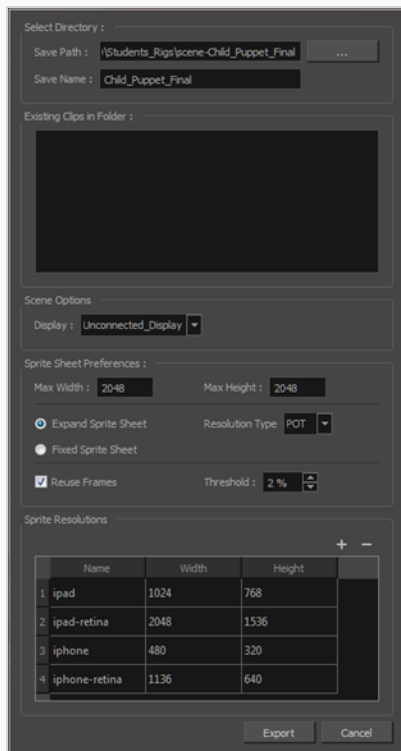 Select Directory :
Save Path : !\Students_Rigs\scene-Child_Puppet_Final ...
Save Name : Child_Puppet_Final
Existing Clips in Folder :
Scene Options
Display : Unconnected_Display
Sprite Sheet Preferences :
Max Width : 2048 Max Height : 2048
Expand Sprite Sheet Resolution Type POT
Fixed Sprite Sheet
Reuse Frames Threshold : 2 %
Sprite Resolutions
+ −
Name Width Height
1 ipad 1024 768
2 ipad-retina 2048 1536
3 iphone 480 320
4 iphone-retina 1136 640
Export Cancel